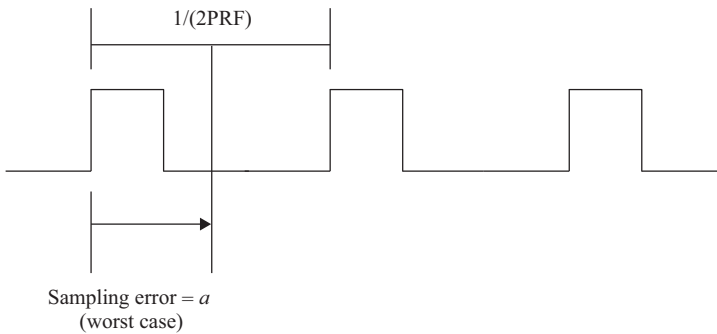 1/(2PRF)
Sampling error = a
(worst case)